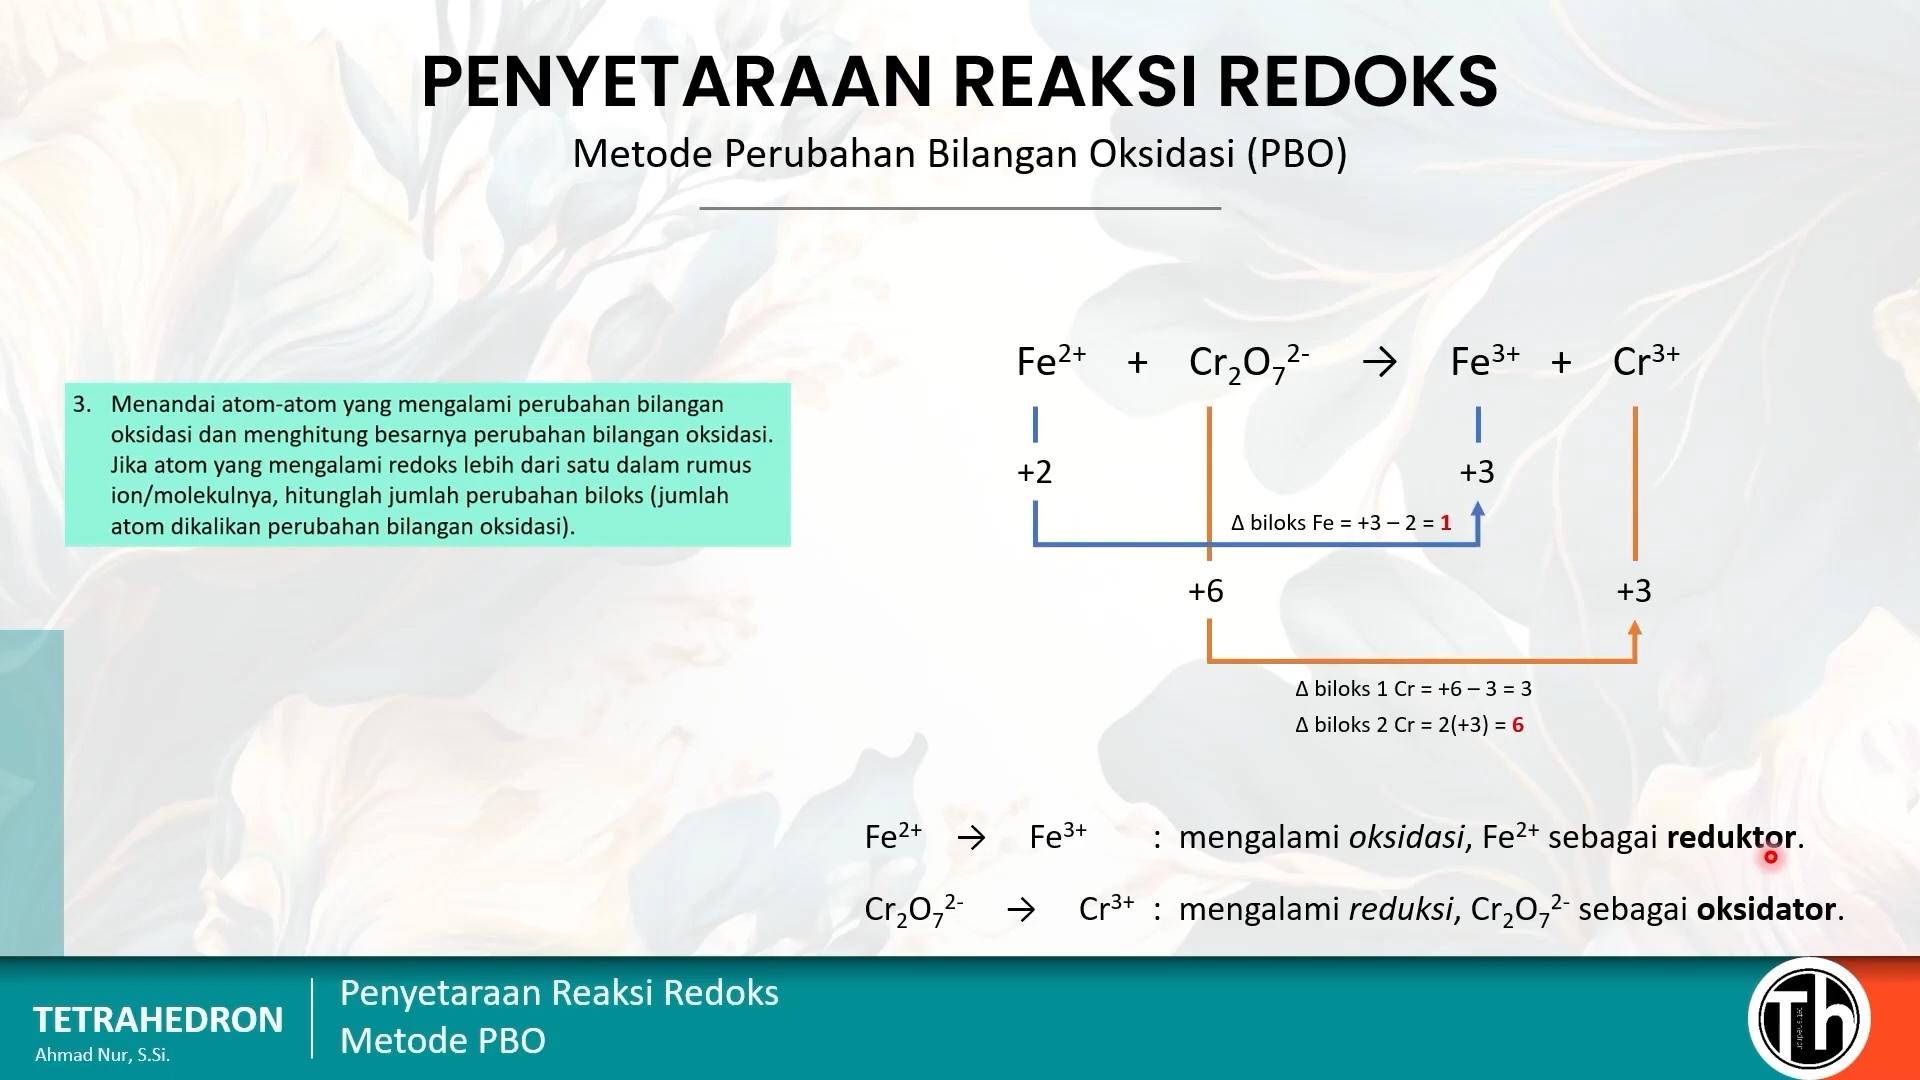 PENYETARAAN REAKSI REDOKS
Metode Perubahan Bilangan Oksidasi (PBO)
3. Menandai atom-atom yang mengalami perubahan bilangan
oksidasi dan menghitung besarnya perubahan bilangan oksidasi.
Jika atom yang mengalami redoks lebih dari satu dalam rumus
ion/molekulnya, hitunglah jumlah perubahan biloks (jumlah
atom dikalikan perubahan bilangan oksidasi).
Fe²⁺ + Cr₂O₇²⁻ → Fe³⁺ + Cr³⁺
+2 +3
Δ biloks Fe = +3 – 2 = 1
+6 +3
Δ biloks 1 Cr = +6 – 3 = 3
Δ biloks 2 Cr = 2(+3) = 6
Fe²⁺ → Fe³⁺ : mengalami oksidasi, Fe²⁺ sebagai reduktor.
Cr₂O₇²⁻ → Cr³⁺ : mengalami reduksi, Cr₂O₇²⁻ sebagai oksidator.
TETRAHEDRON
Ahmad Nur, S.Si.
Penyetaraan Reaksi Redoks
Metode PBO
Th